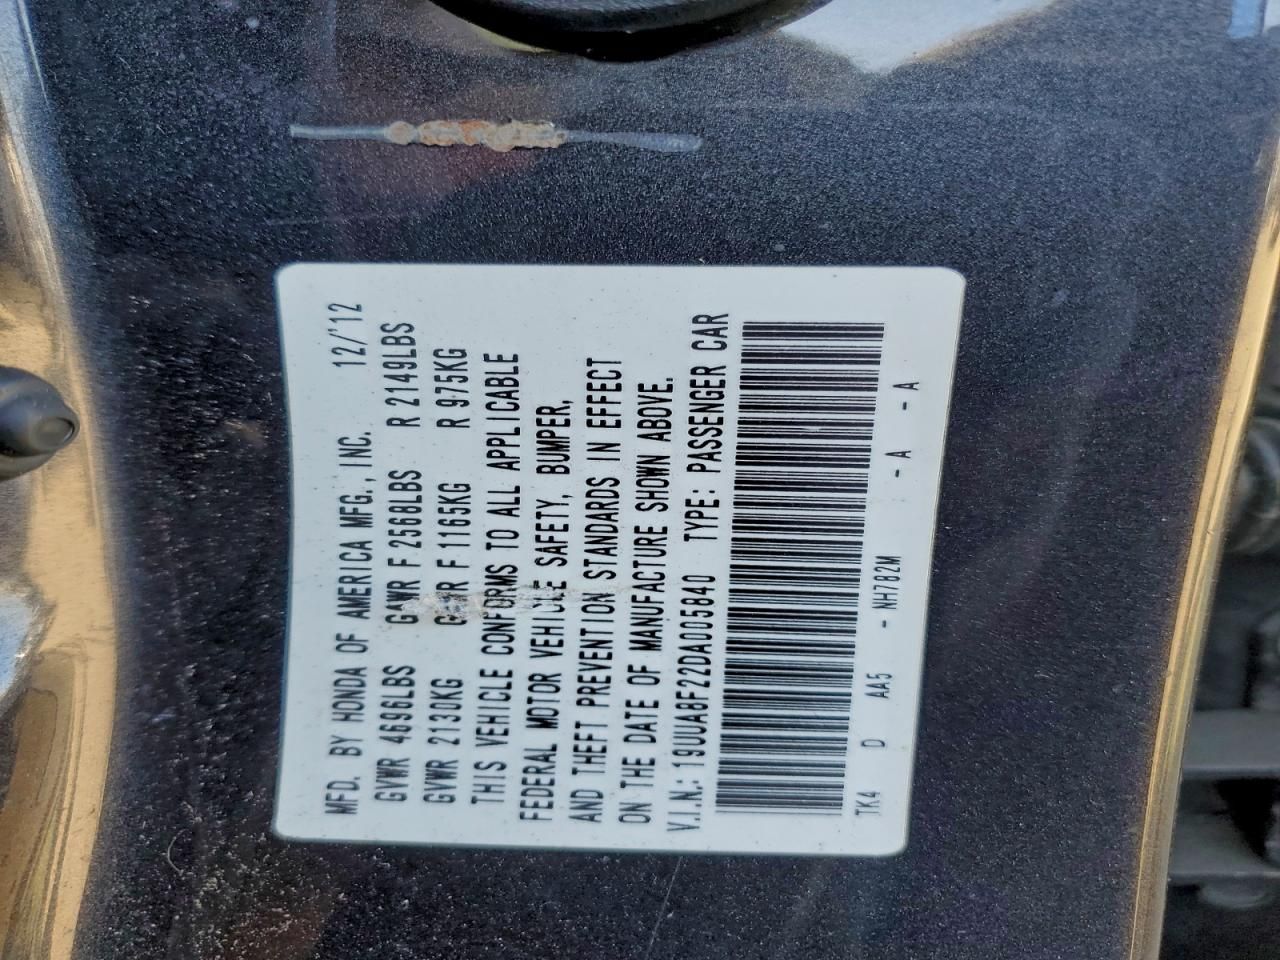 MFD. BY HONDA OF AMERICA MFG., INC. 12/'12
GVWR 4696LBS GAWR F 2568LBS R 2149LBS
GVWR 2130KG GAWR F 1165KG R 975KG
THIS VEHICLE CONFORMS TO ALL APPLICABLE
FEDERAL MOTOR VEHICLE SAFETY, BUMPER,
AND THEFT PREVENTION STANDARDS IN EFFECT
ON THE DATE OF MANUFACTURE SHOWN ABOVE.
V.I.N.: 19UUA8F22DA005840 TYPE: PASSENGER CAR
TK4 D AA5 - NH782M - A - A